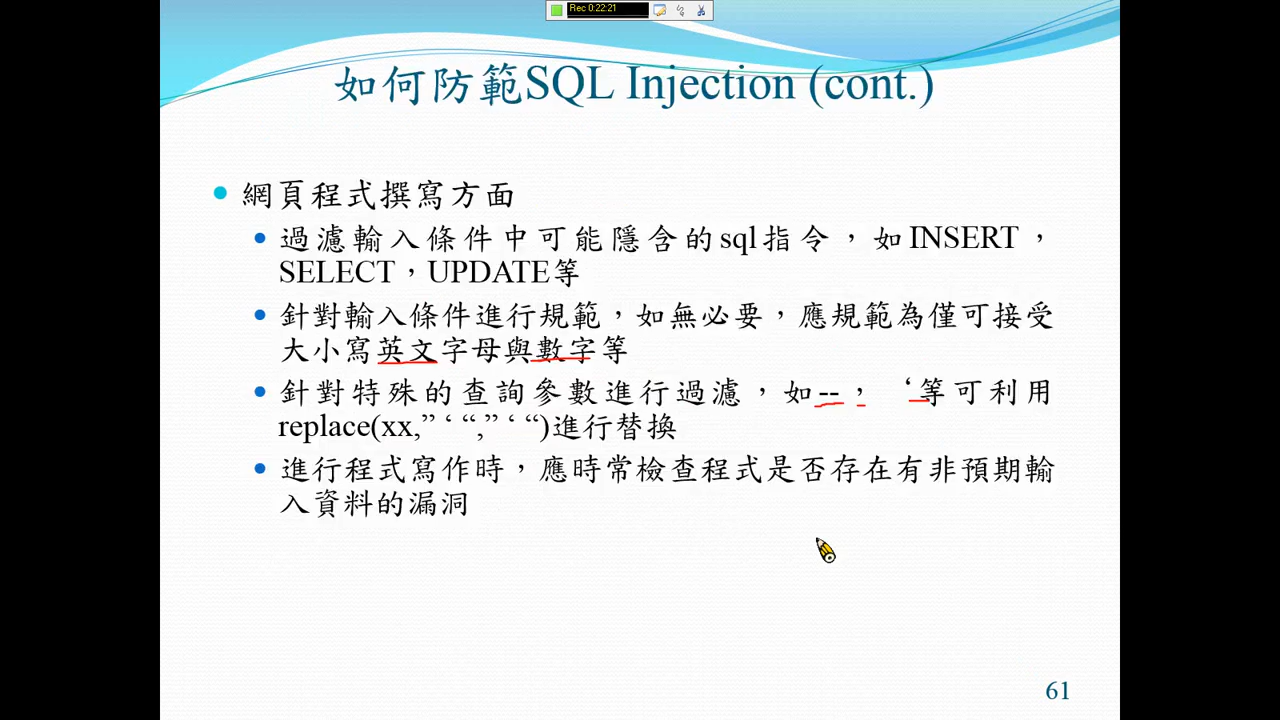 Rec 0:22:21
如何防範SQL Injection (cont.)
網頁程式撰寫方面
過濾輸入條件中可能隱含的sql指令，如INSERT，
SELECT，UPDATE等
針對輸入條件進行規範，如無必要，應規範為僅可接受
大小寫英文字母與數字等
針對特殊的查詢參數進行過濾，如--， ‘等可利用
replace(xx,” ‘ “,” ‘ “)進行替換
進行程式寫作時，應時常檢查程式是否存在有非預期輸
入資料的漏洞
61